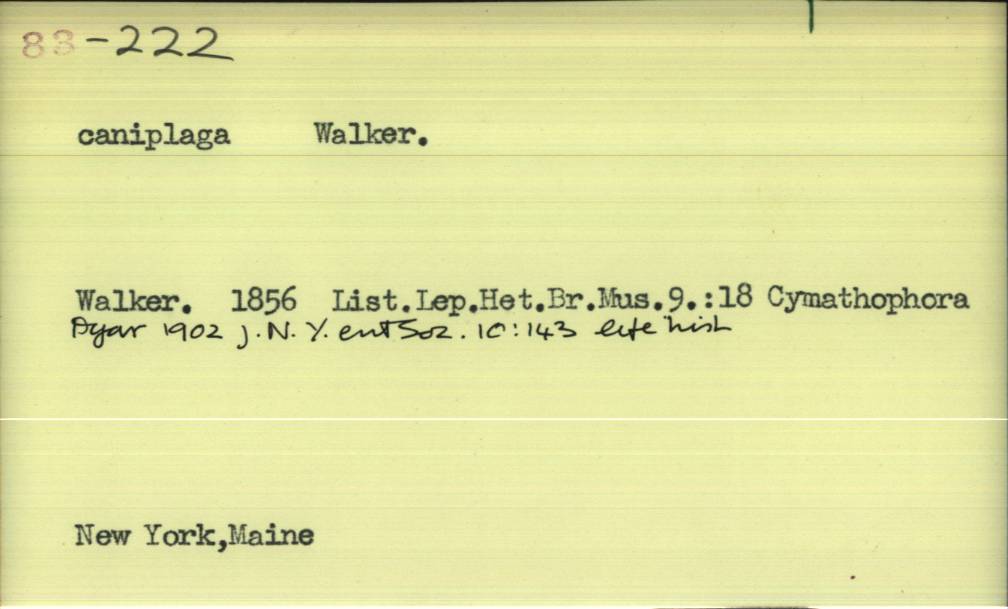 83-222
caniplaga Walker.
Walker. 1856 List.Lep.Het.Br.Mus.9.:18 Cymathophora
Dyar 1902 J.N.Y. ent Soc. 10:143 life hist
New York,Maine